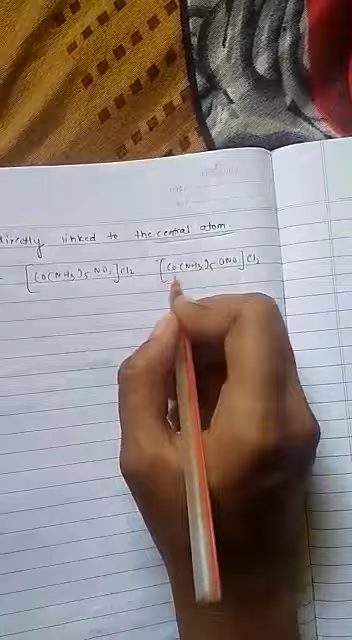 directly linked to the central atom.
[Co(NH₃)₅ NO₂]Cl₂ [Co(NH₃)₅ ONO]Cl₂